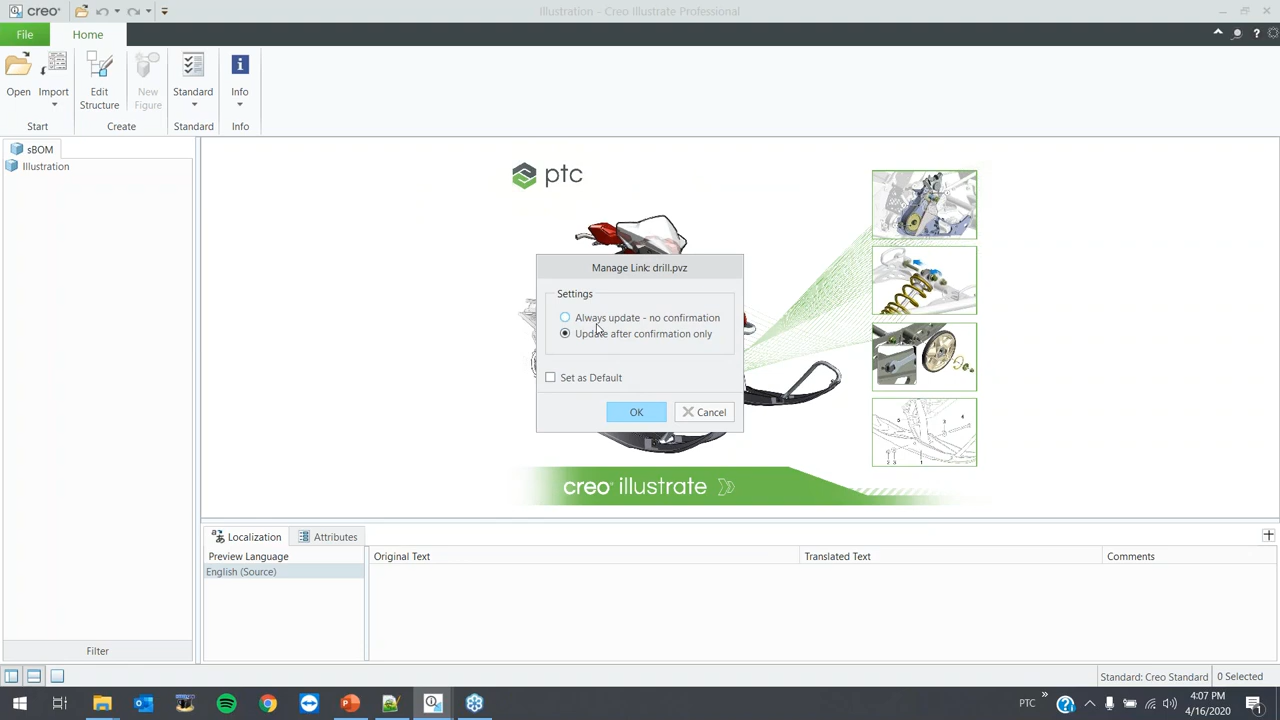 creo
Illustration - Creo Illustrate Professional
File
Home
Open
Import
Edit Structure
New Figure
Standard
Info
Start
Create
Standard
Info
sBOM
Illustration
ptc
Manage Link: drill.pvz
Settings
Always update - no confirmation
Update after confirmation only
Set as Default
OK
Cancel
creo illustrate
Localization
Attributes
Preview Language
Original Text
Translated Text
Comments
English (Source)
Filter
Standard: Creo Standard
0 Selected
PTC
4:07 PM
4/16/2020